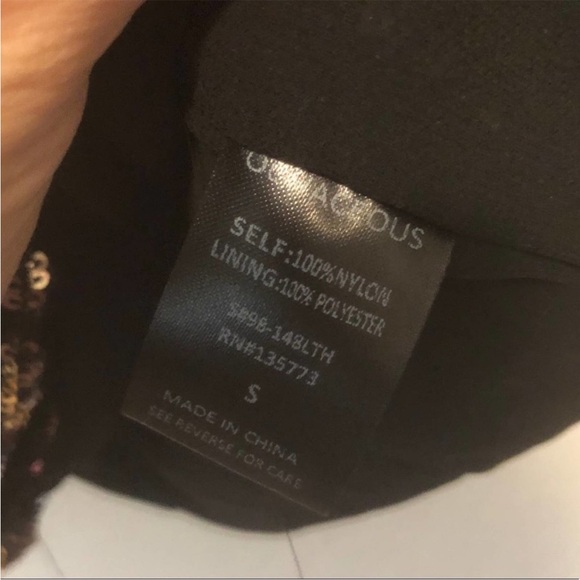 SELF:100%NYLON
LINING:100% POLYESTER
S#98-148LTH
RN#135773
S
MADE IN CHINA
SEE REVERSE FOR CARE